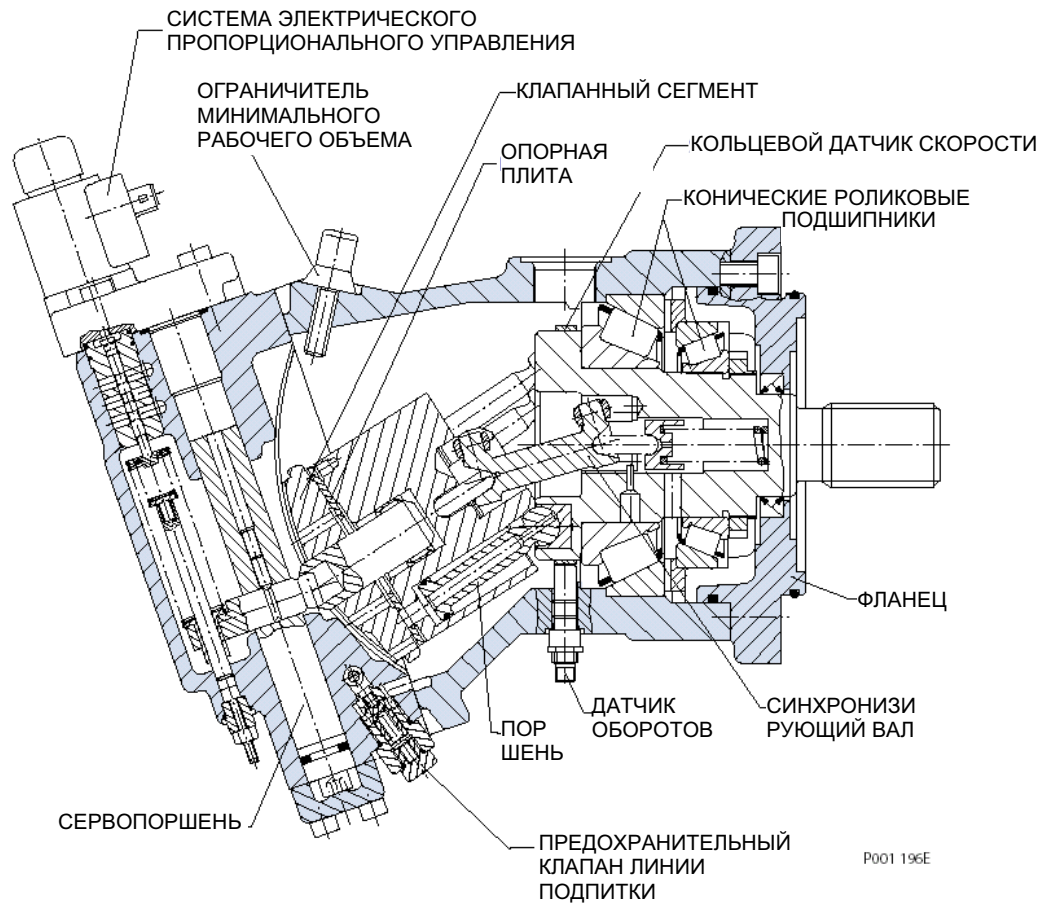 СИСТЕМА ЭЛЕКТРИЧЕСКОГО
ПРОПОРЦИОНАЛЬНОГО УПРАВЛЕНИЯ
ОГРАНИЧИТЕЛЬ
МИНИМАЛЬНОГО
РАБОЧЕГО ОБЪЕМА
КЛАПАННЫЙ СЕГМЕНТ
ОПОРНАЯ
ПЛИТА
КОЛЬЦЕВОЙ ДАТЧИК СКОРОСТИ
КОНИЧЕСКИЕ РОЛИКОВЫЕ
ПОДШИПНИКИ
ФЛАНЕЦ
СИНХРОНИЗИ
РУЮЩИЙ ВАЛ
ДАТЧИК
ОБОРОТОВ
ПОР
ШЕНЬ
СЕРВОПОРШЕНЬ
ПРЕДОХРАНИТЕЛЬНЫЙ
КЛАПАН ЛИНИИ
ПОДПИТКИ
P001 196E